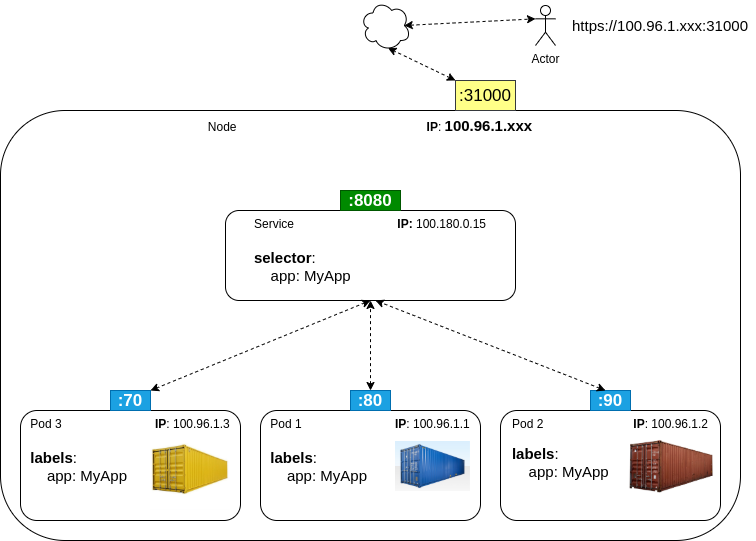 https://100.96.1.xxx:31000
Actor
:31000
Node
IP: 100.96.1.xxx
:8080
Service
IP: 100.180.0.15
selector:
app: MyApp
:70
Pod 3
IP: 100.96.1.3
labels:
app: MyApp
:80
Pod 1
IP: 100.96.1.1
labels:
app: MyApp
:90
Pod 2
IP: 100.96.1.2
labels:
app: MyApp